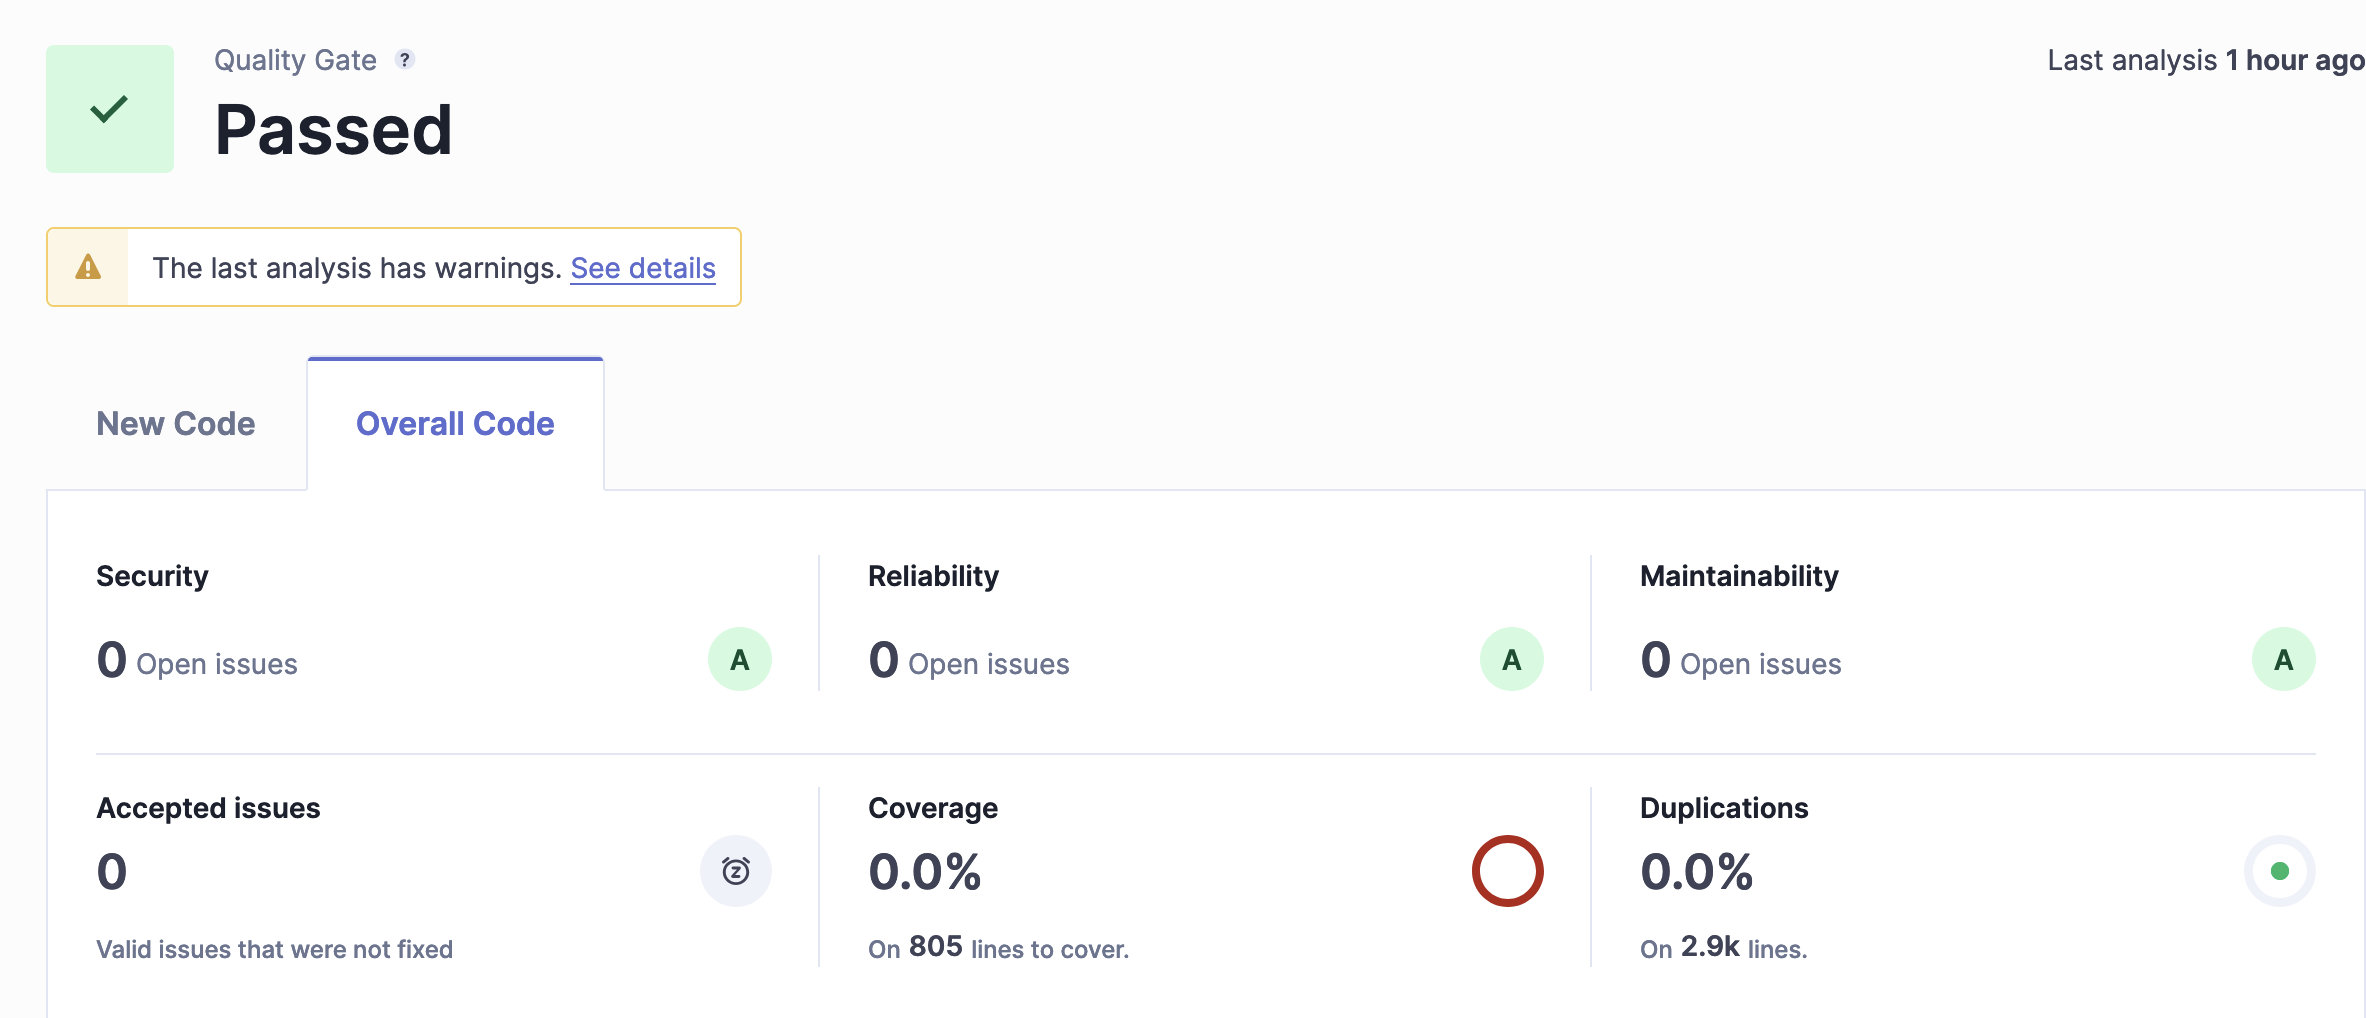 Quality Gate ?
Last analysis 1 hour ago
Passed
The last analysis has warnings. See details
New Code
Overall Code
Security
Reliability
Maintainability
0 Open issues
A
0 Open issues
A
0 Open issues
A
Accepted issues
Coverage
Duplications
0
0.0%
0.0%
Valid issues that were not fixed
On 805 lines to cover.
On 2.9k lines.